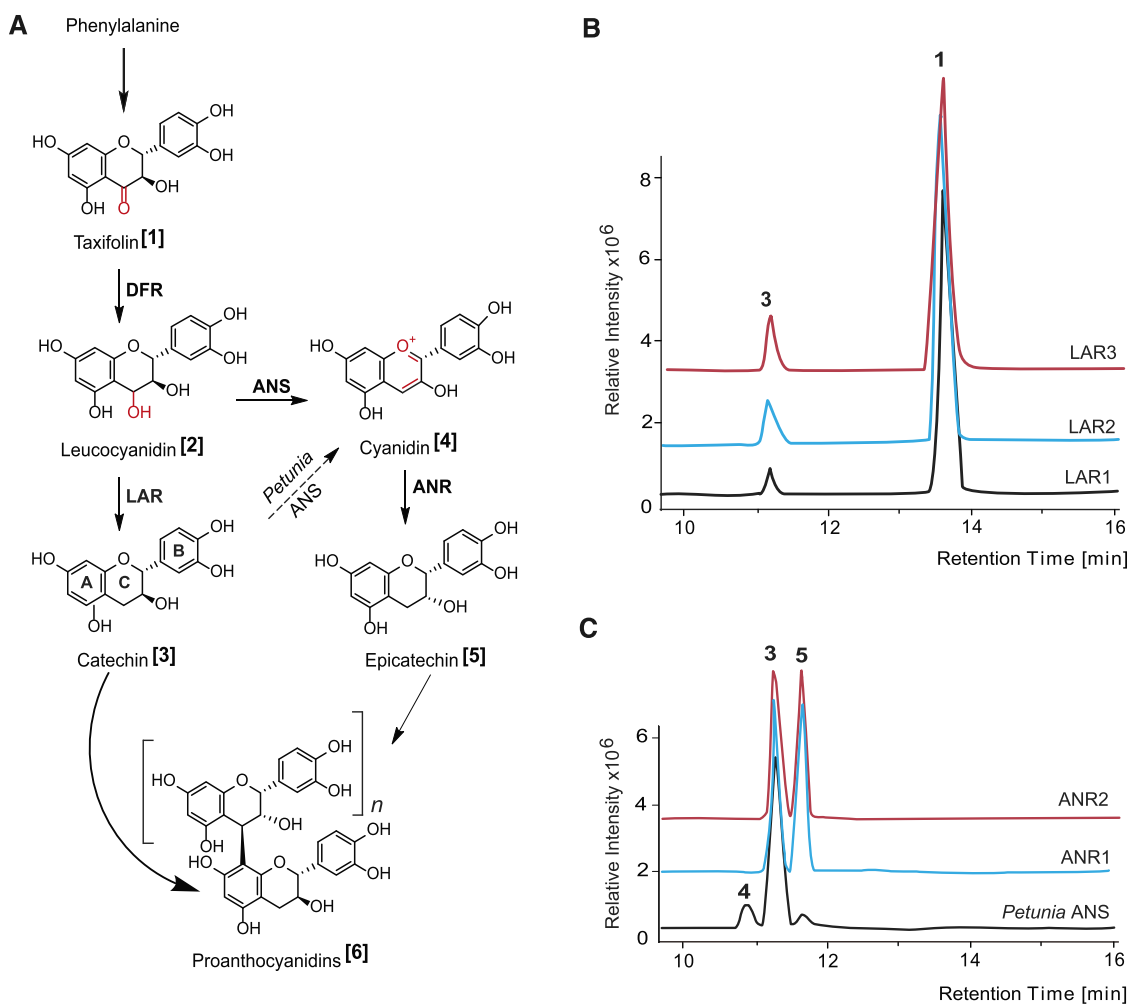 A
Phenylalanine
OH
HO
O
OH
OH
OH
O
Taxifolin [1]
DFR
OH
HO
O
OH
OH
OH
OH
Leucocyanidin [2]
ANS
OH
HO
O+
OH
OH
OH
Cyanidin [4]
LAR
Petunia
ANS
ANR
OH
HO
O
B
OH
A
C
OH
OH
Catechin [3]
OH
HO
O
OH
OH
OH
Epicatechin [5]
OH
HO
O
OH
OH
OH
n
OH
HO
O
OH
OH
OH
Proanthocyanidins [6]
B
1
3
8
6
4
2
0
Relative Intensity x10⁶
LAR3
LAR2
LAR1
10
12
14
16
Retention Time [min]
C
3
5
4
6
4
2
0
Relative Intensity x10⁶
ANR2
ANR1
Petunia ANS
10
12
14
16
Retention Time [min]